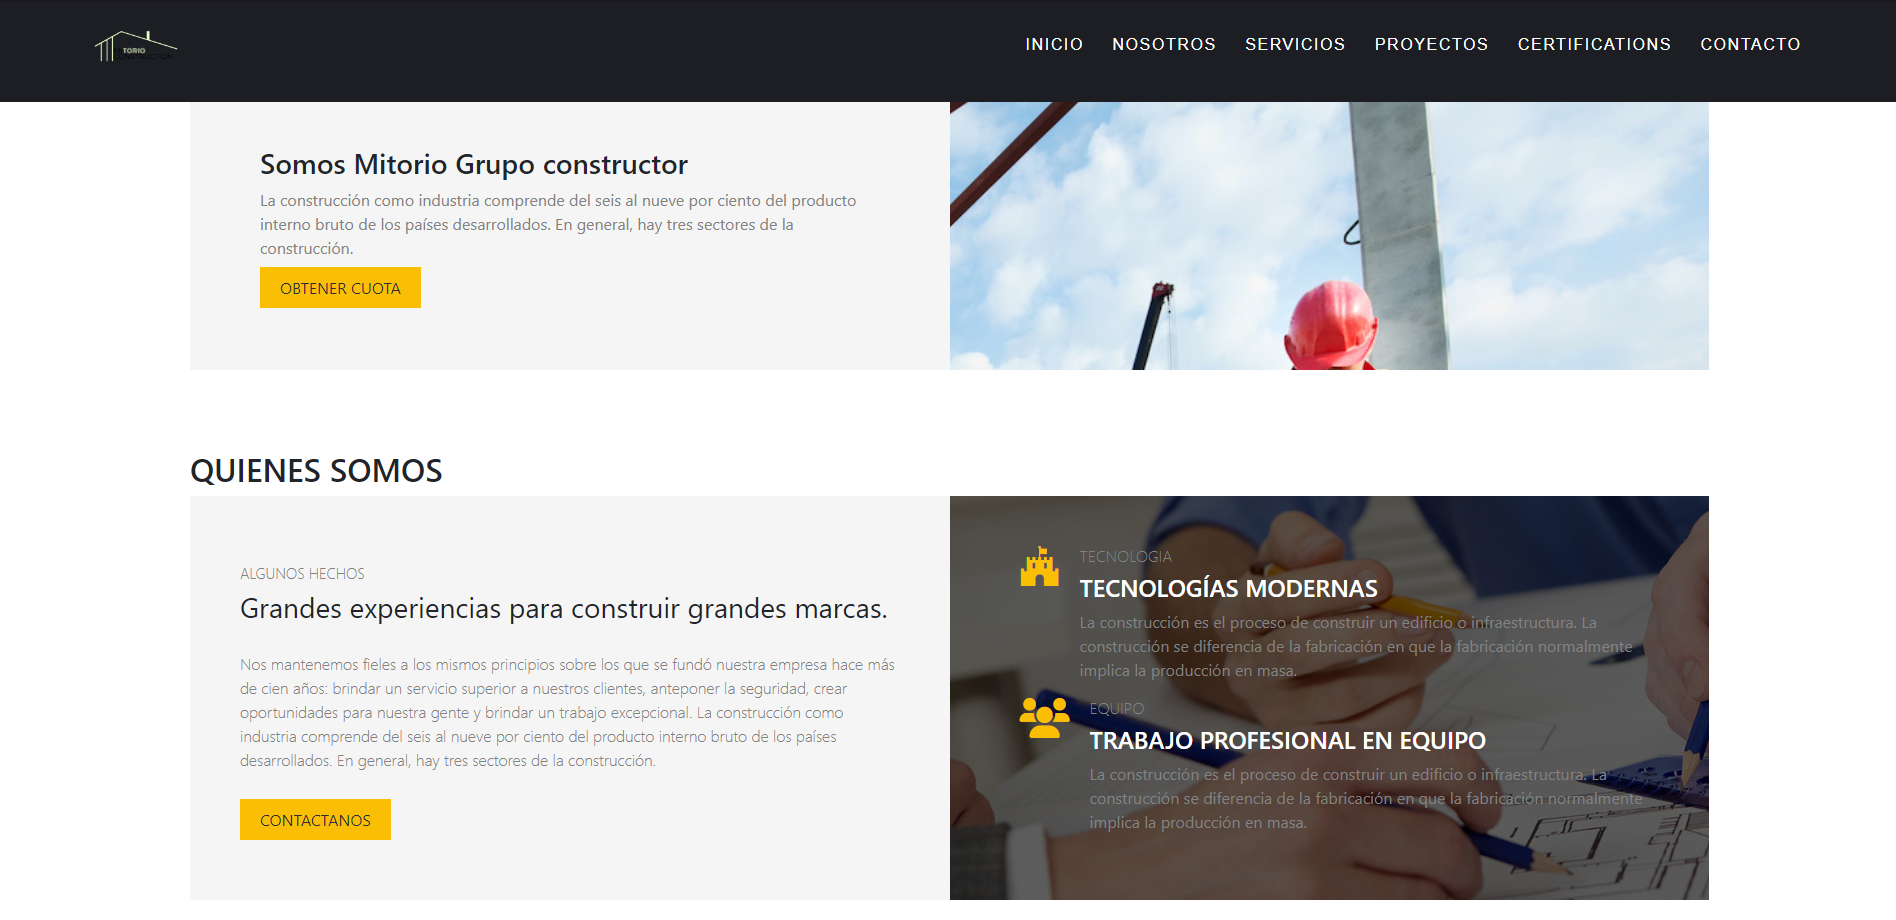 TORIO
CONSTRUCTION
INICIO NOSOTROS SERVICIOS PROYECTOS CERTIFICATIONS CONTACTO
Somos Mitorio Grupo constructor
La construcción como industria comprende del seis al nueve por ciento del producto
interno bruto de los países desarrollados. En general, hay tres sectores de la
construcción.
OBTENER CUOTA
QUIENES SOMOS
ALGUNOS HECHOS
Grandes experiencias para construir grandes marcas.
Nos mantenemos fieles a los mismos principios sobre los que se fundó nuestra empresa hace más
de cien años: brindar un servicio superior a nuestros clientes, anteponer la seguridad, crear
oportunidades para nuestra gente y brindar un trabajo excepcional. La construcción como
industria comprende del seis al nueve por ciento del producto interno bruto de los países
desarrollados. En general, hay tres sectores de la construcción.
CONTACTANOS
TECNOLOGIA
TECNOLOGÍAS MODERNAS
La construcción es el proceso de construir un edificio o infraestructura. La
construcción se diferencia de la fabricación en que la fabricación normalmente
implica la producción en masa.
EQUIPO
TRABAJO PROFESIONAL EN EQUIPO
La construcción es el proceso de construir un edificio o infraestructura. La
construcción se diferencia de la fabricación en que la fabricación normalmente
implica la producción en masa.